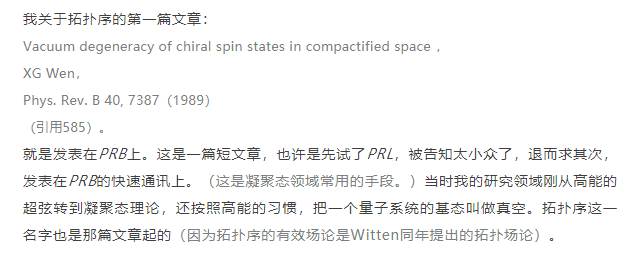 我关于拓扑序的第一篇文章：
Vacuum degeneracy of chiral spin states in compactified space，
XG Wen，
Phys. Rev. B 40, 7387（1989）
（引用585）。
就是发表在PRB上。这是一篇短文章，也许是先试了PRL，被告知太小众了，退而求其次，
发表在PRB的快速通讯上。（这是凝聚态领域常用的手段。）当时我的研究领域刚从高能的
超弦转到凝聚态理论，还按照高能的习惯，把一个量子系统的基态叫做真空。拓扑序这一
名字也是那篇文章起的（因为拓扑序的有效场论是Witten同年提出的拓扑场论）。